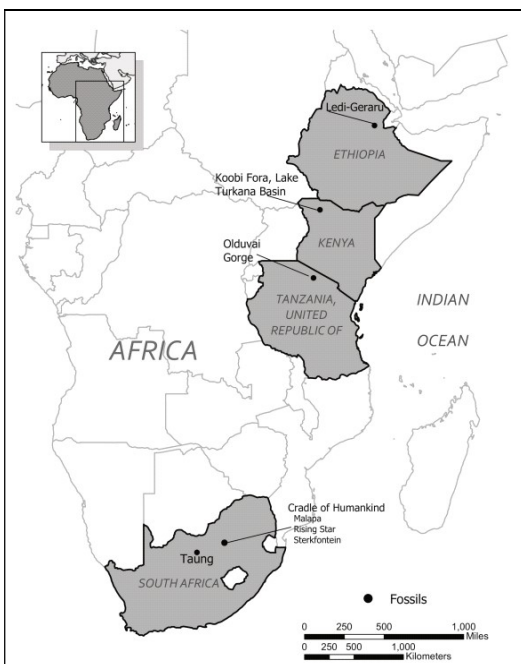 Ledi-Geraru
ETHIOPIA
Koobi Fora, Lake
Turkana Basin
KENYA
Olduvai
Gorge
TANZANIA,
UNITED
REPUBLIC OF
INDIAN
OCEAN
AFRICA
Cradle of Humankind
Malapa
Rising Star
Sterkfontein
Taung
SOUTH AFRICA
Fossils
0 250 500 1,000
Miles
0 250 500 1,000
Kilometers